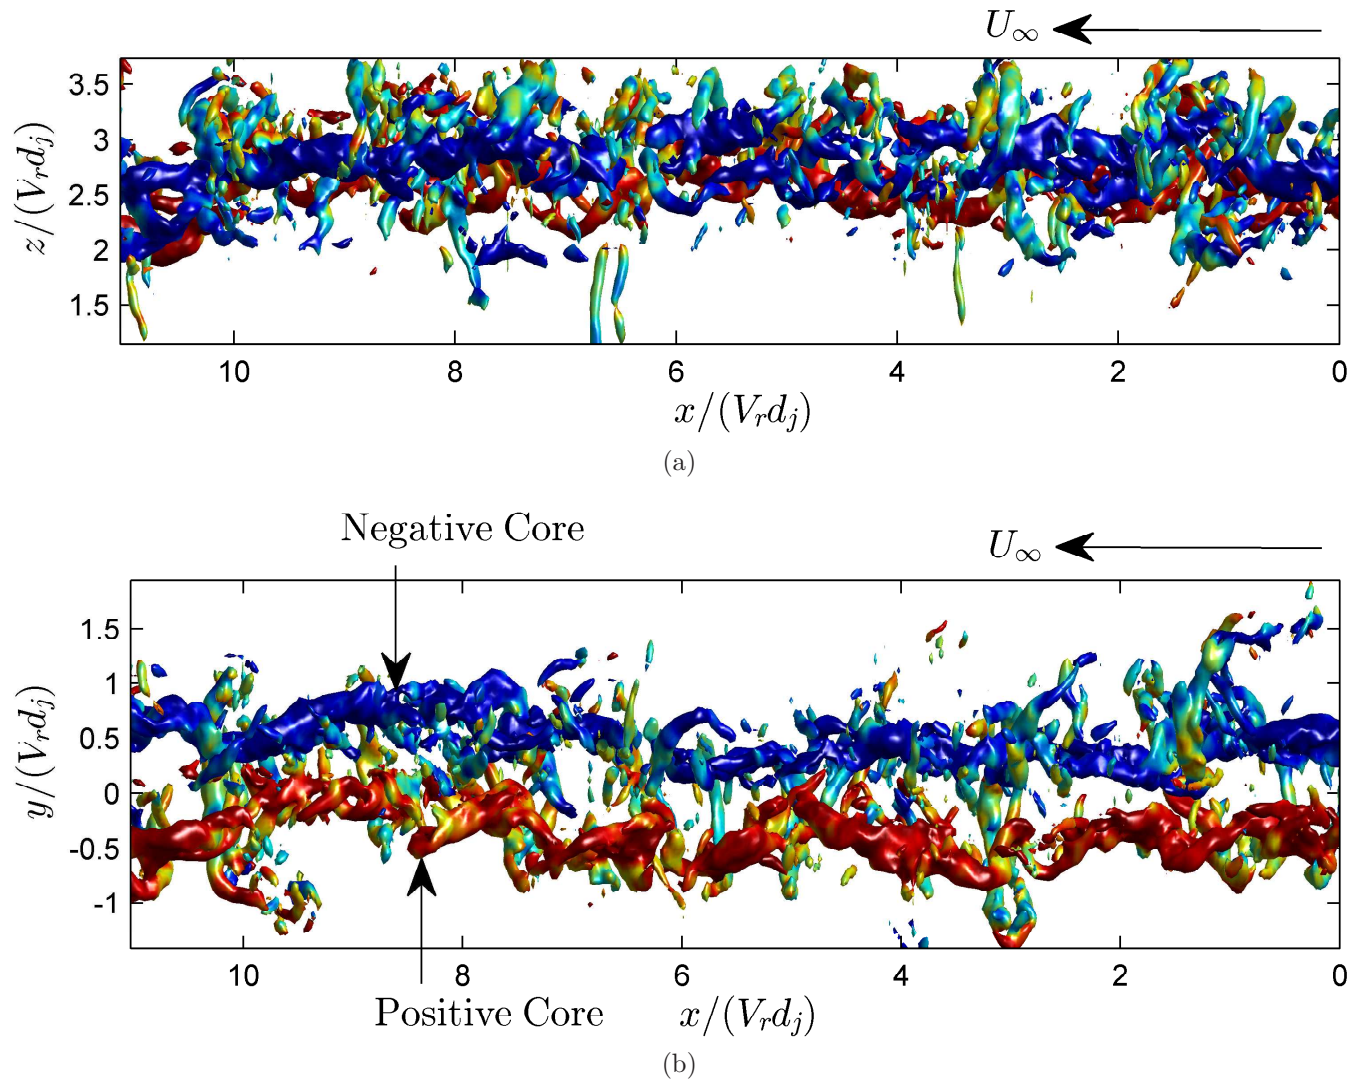 U∞
3.5
3
2.5
2
1.5
z/(Vrdj)
10 8 6 4 2 0
x/(Vrdj)
(a)
Negative Core
U∞
1.5
1
0.5
0
-0.5
-1
y/(Vrdj)
10 8 6 4 2 0
Positive Core x/(Vrdj)
(b)